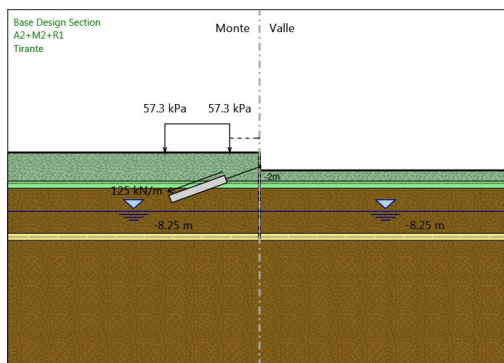 Base Design Section
A2+M2+R1
Tirante
Monte
Valle
57.3 kPa
57.3 kPa
-2m
125 kN/m
-8.25 m
-8.25 m